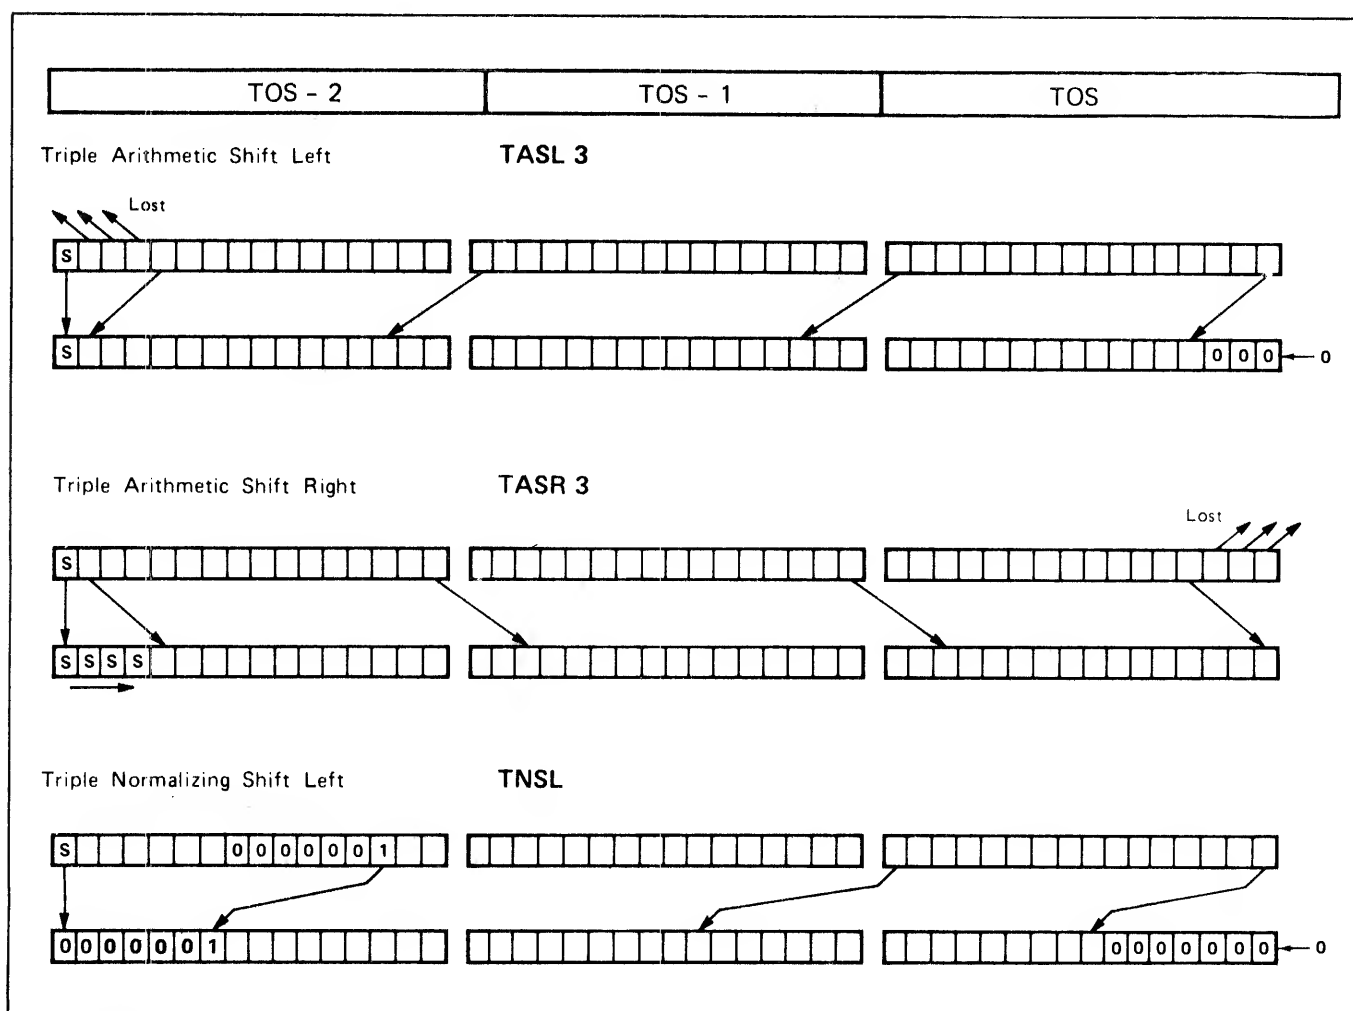 TOS - 2 TOS - 1 TOS
Triple Arithmetic Shift Left TASL 3
Lost
S
S 0 0 0 0
Triple Arithmetic Shift Right TASR 3
Lost
S
S S S S
Triple Normalizing Shift Left TNSL
S 0 0 0 0 0 0 1
0 0 0 0 0 0 1 0 0 0 0 0 0 0 0